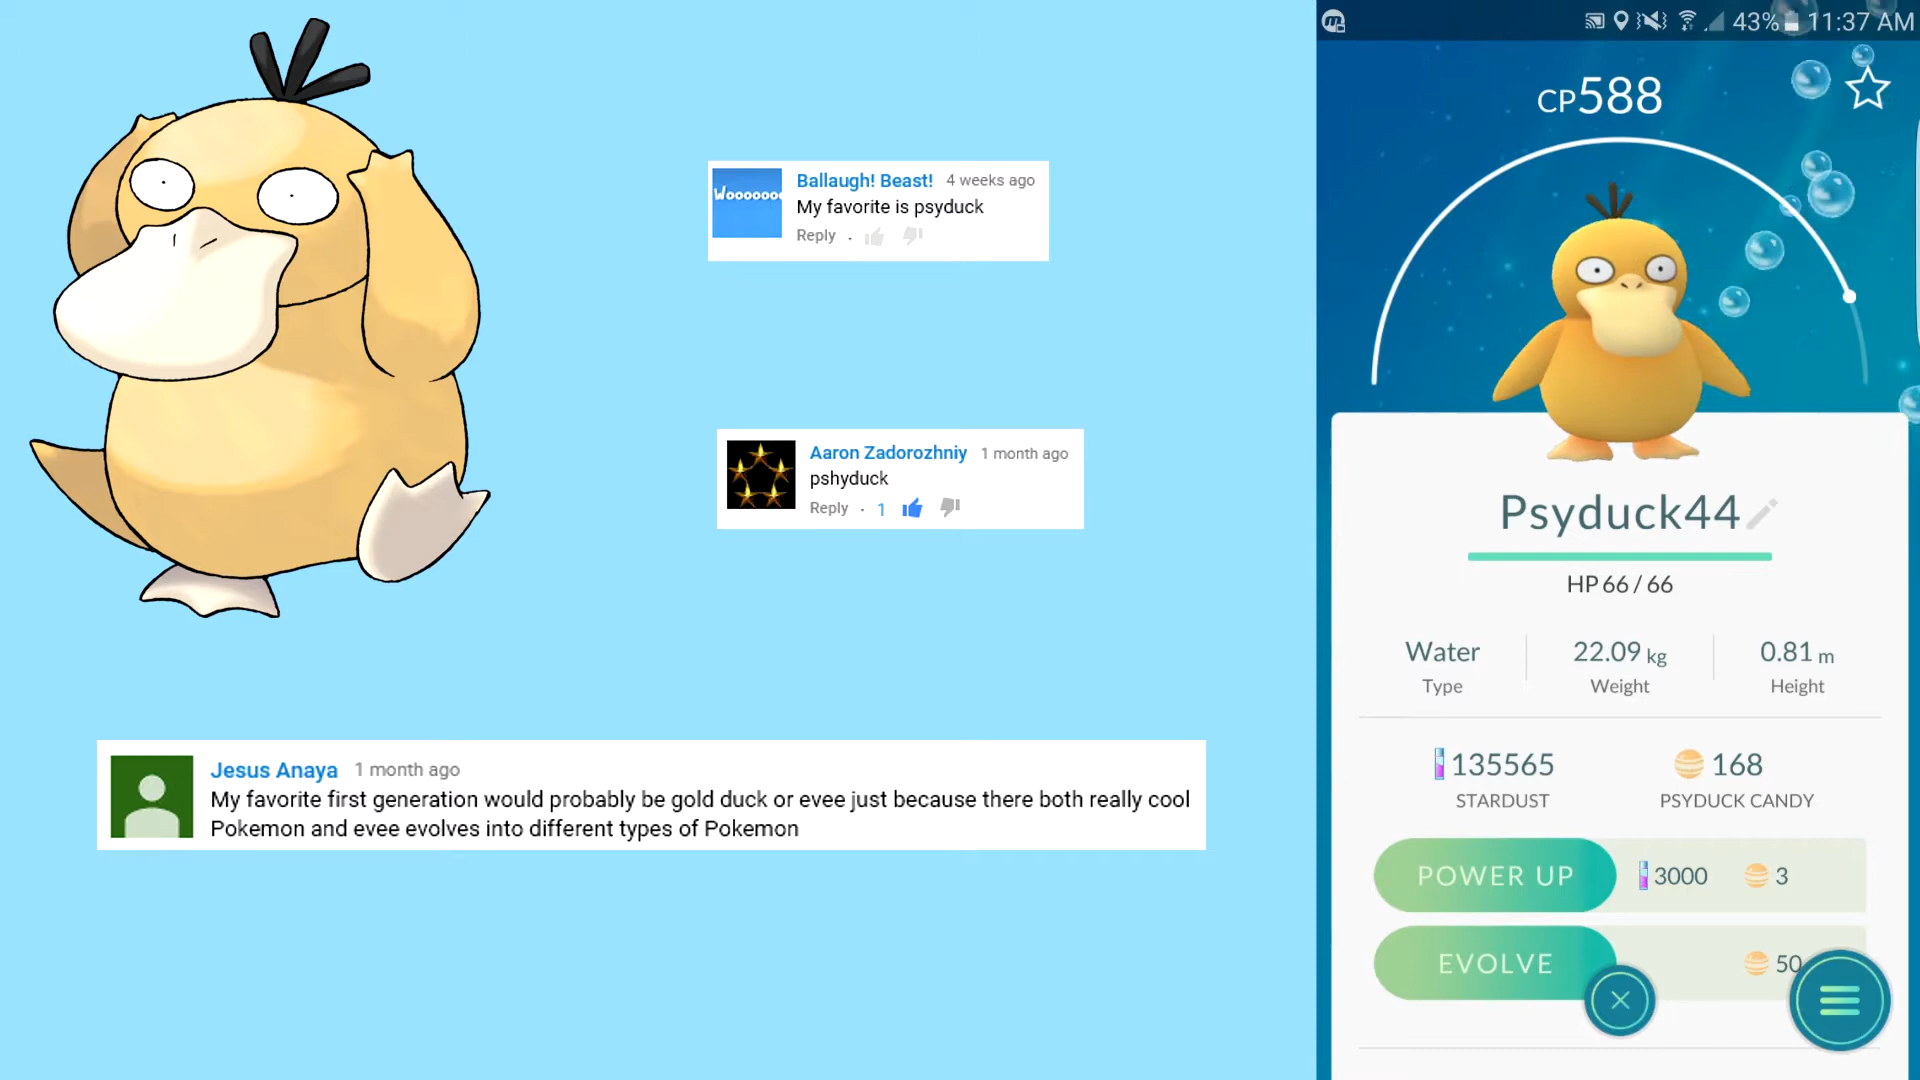 Wooooooo
Ballaugh! Beast! 4 weeks ago
My favorite is psyduck
Reply .
Aaron Zadorozhniy 1 month ago
pshyduck
Reply · 1
Jesus Anaya 1 month ago
My favorite first generation would probably be gold duck or evee just because there both really cool
Pokemon and evee evolves into different types of Pokemon
43% 11:37 AM
CP588
Psyduck44
HP 66 / 66
Water 22.09 kg 0.81 m
Type Weight Height
135565 168
STARDUST PSYDUCK CANDY
POWER UP 3000 3
EVOLVE 50